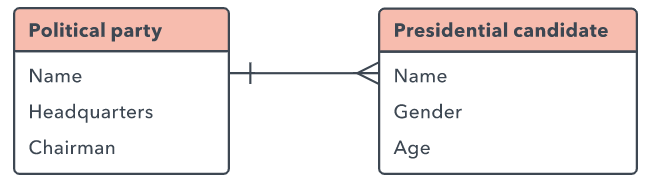 Political party
Name
Headquarters
Chairman
Presidential candidate
Name
Gender
Age